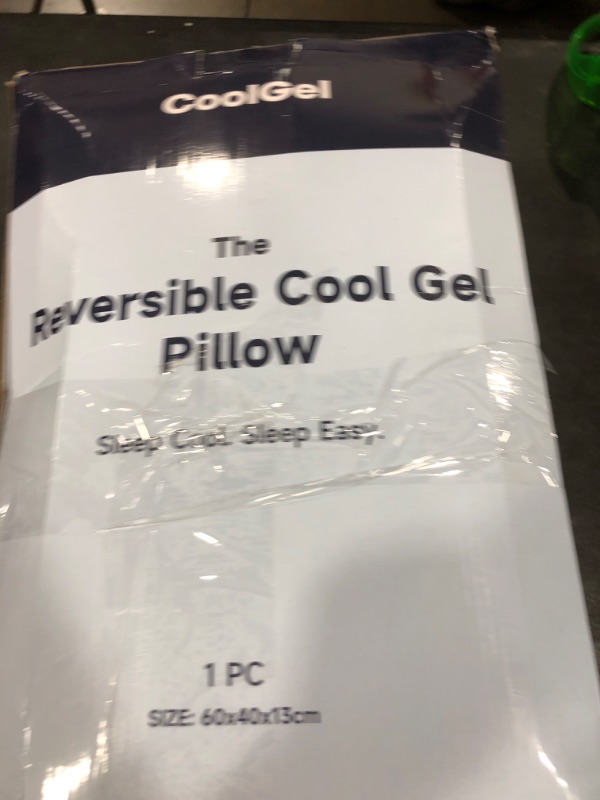 CoolGel
The
Reversible Cool Gel
Pillow
Sleep Cool. Sleep Easy.
1 PC
SIZE: 60x40x13cm